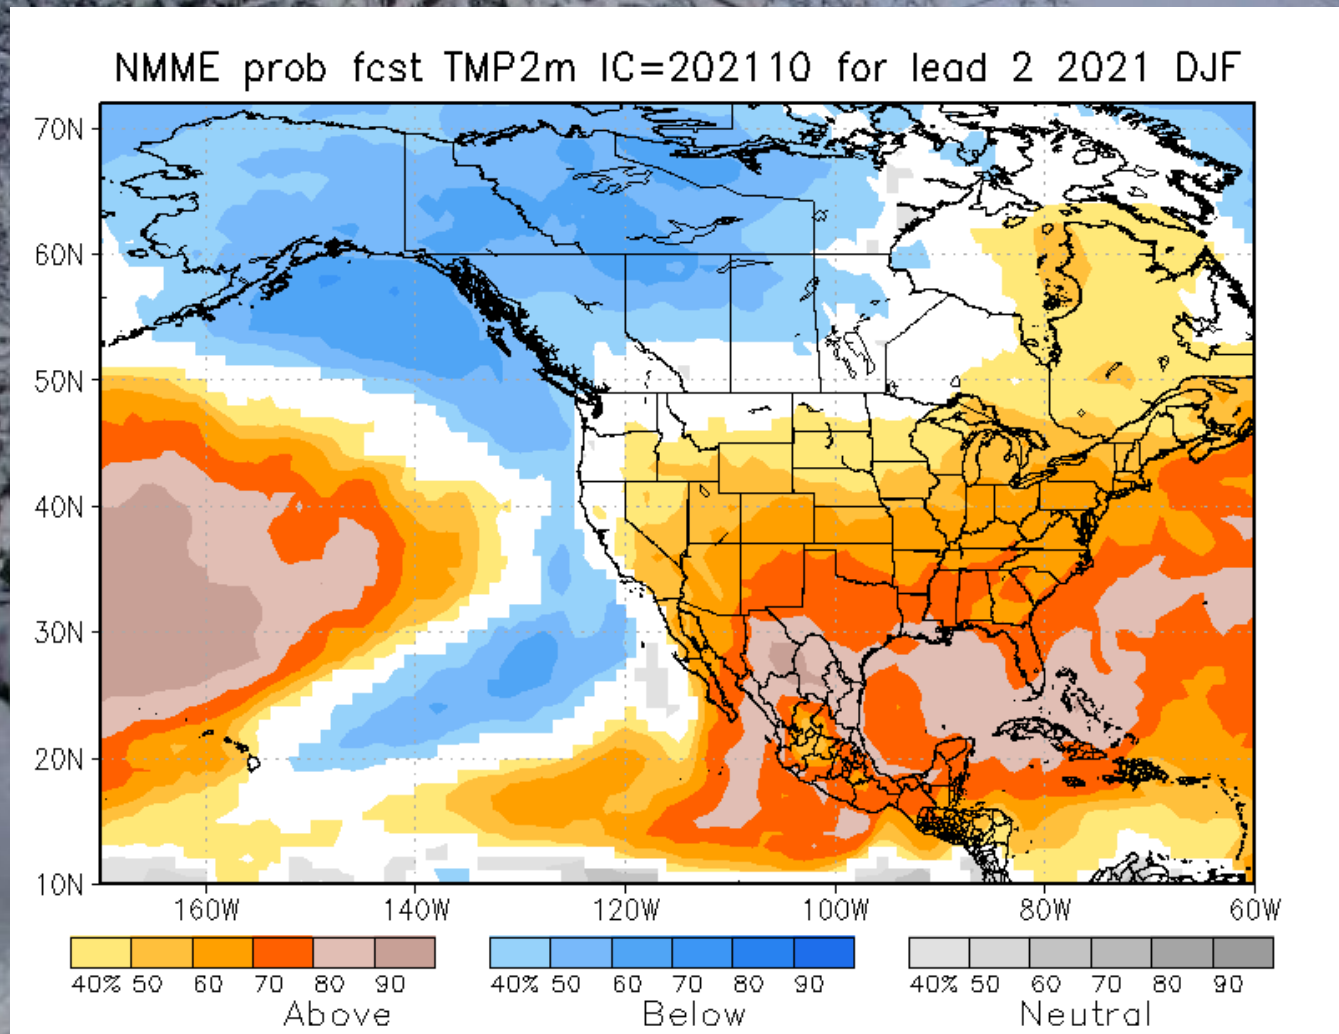 NMME prob fcst TMP2m IC=202110 for lead 2 2021 DJF
70N
60N
50N
40N
30N
20N
10N
160W 140W 120W 100W 80W 60W
40% 50 60 70 80 90 40% 50 60 70 80 90 40% 50 60 70 80 90
Above Below Neutral